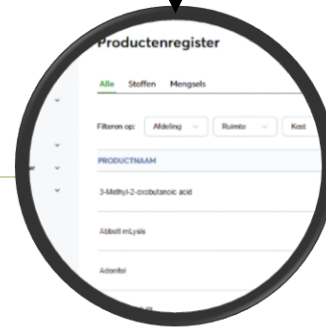 Productenregister
Alle Stoffen Mengsels
Filteren op: Afdeling Ruimte Kast
PRODUCTNAAM
3-Methyl-2-oxobutanoic acid
Abbott mLysis
Adonitol